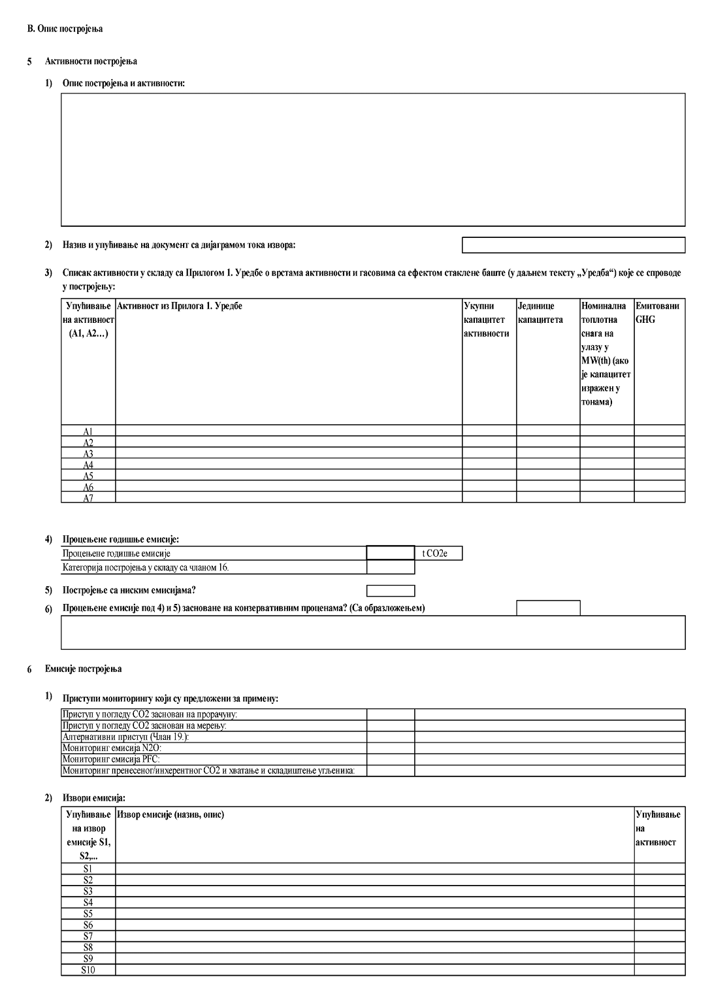 В. Опис постројења
5 Активности постројења
1) Опис постројења и активности:
2) Назив и упућивање на документ са дијаграмом тока извора:
3) Списак активности у складу са Прилогом 1. Уредбе о врстама активности и гасовима са ефектом стаклене баште (у даљнем тексту „Уредба“) које се спроводе
у постројењу:
Упућивање на активност (A1, A2…) Активност из Прилога 1. Уредбе Укупни капацитет активности Јединице капацитета Номинална топлотна снага на улазу у MW(th) (ако је капацитет изражен у тонама) Емитовани GHG
A1
A2
A3
A4
A5
A6
A7
4) Процењене годишње емисије:
Процењене годишње емисије t CO2e
Категорија постројења у складу са чланом 16.
5) Постројење са ниским емисијама?
6) Процењене емисије под 4) и 5) засноване на конзервативним проценама? (Са образложењем)
6 Емисије постројења
1) Приступи мониторингу који су предложени за примену:
Приступ у погледу CO2 заснован на прорачуну:
Приступ у погледу CO2 заснован на мерењу:
Алтернативни приступ (Члан 19.):
Мониторинг емисија N2O:
Мониторинг емисија PFC:
Мониторинг пренесеног/инхерентног CO2 и хватање и складиштење угљеника:
2) Извори емисија:
Упућивање на извор емисије S1, S2,... Извор емисије (назив, опис) Упућивање на активност
S1
S2
S3
S4
S5
S6
S7
S8
S9
S10